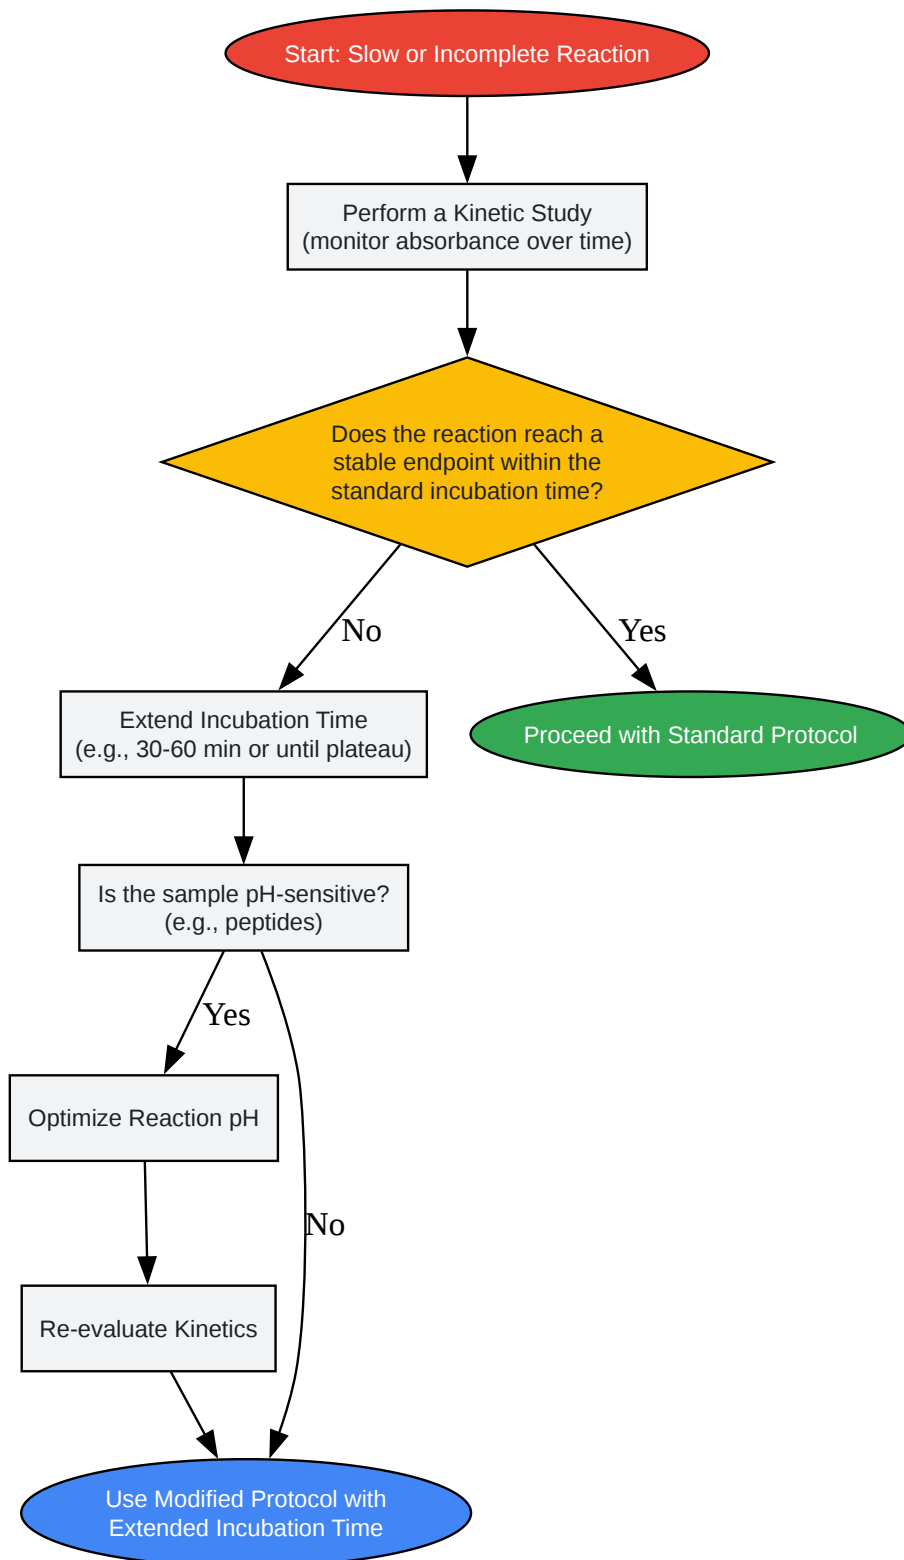 Start: Slow or Incomplete Reaction
Perform a Kinetic Study
(monitor absorbance over time)
Does the reaction reach a
stable endpoint within the
standard incubation time?
No
Yes
Extend Incubation Time
(e.g., 30-60 min or until plateau)
Proceed with Standard Protocol
Is the sample pH-sensitive?
(e.g., peptides)
Yes
Optimize Reaction pH
No
Re-evaluate Kinetics
Use Modified Protocol with
Extended Incubation Time